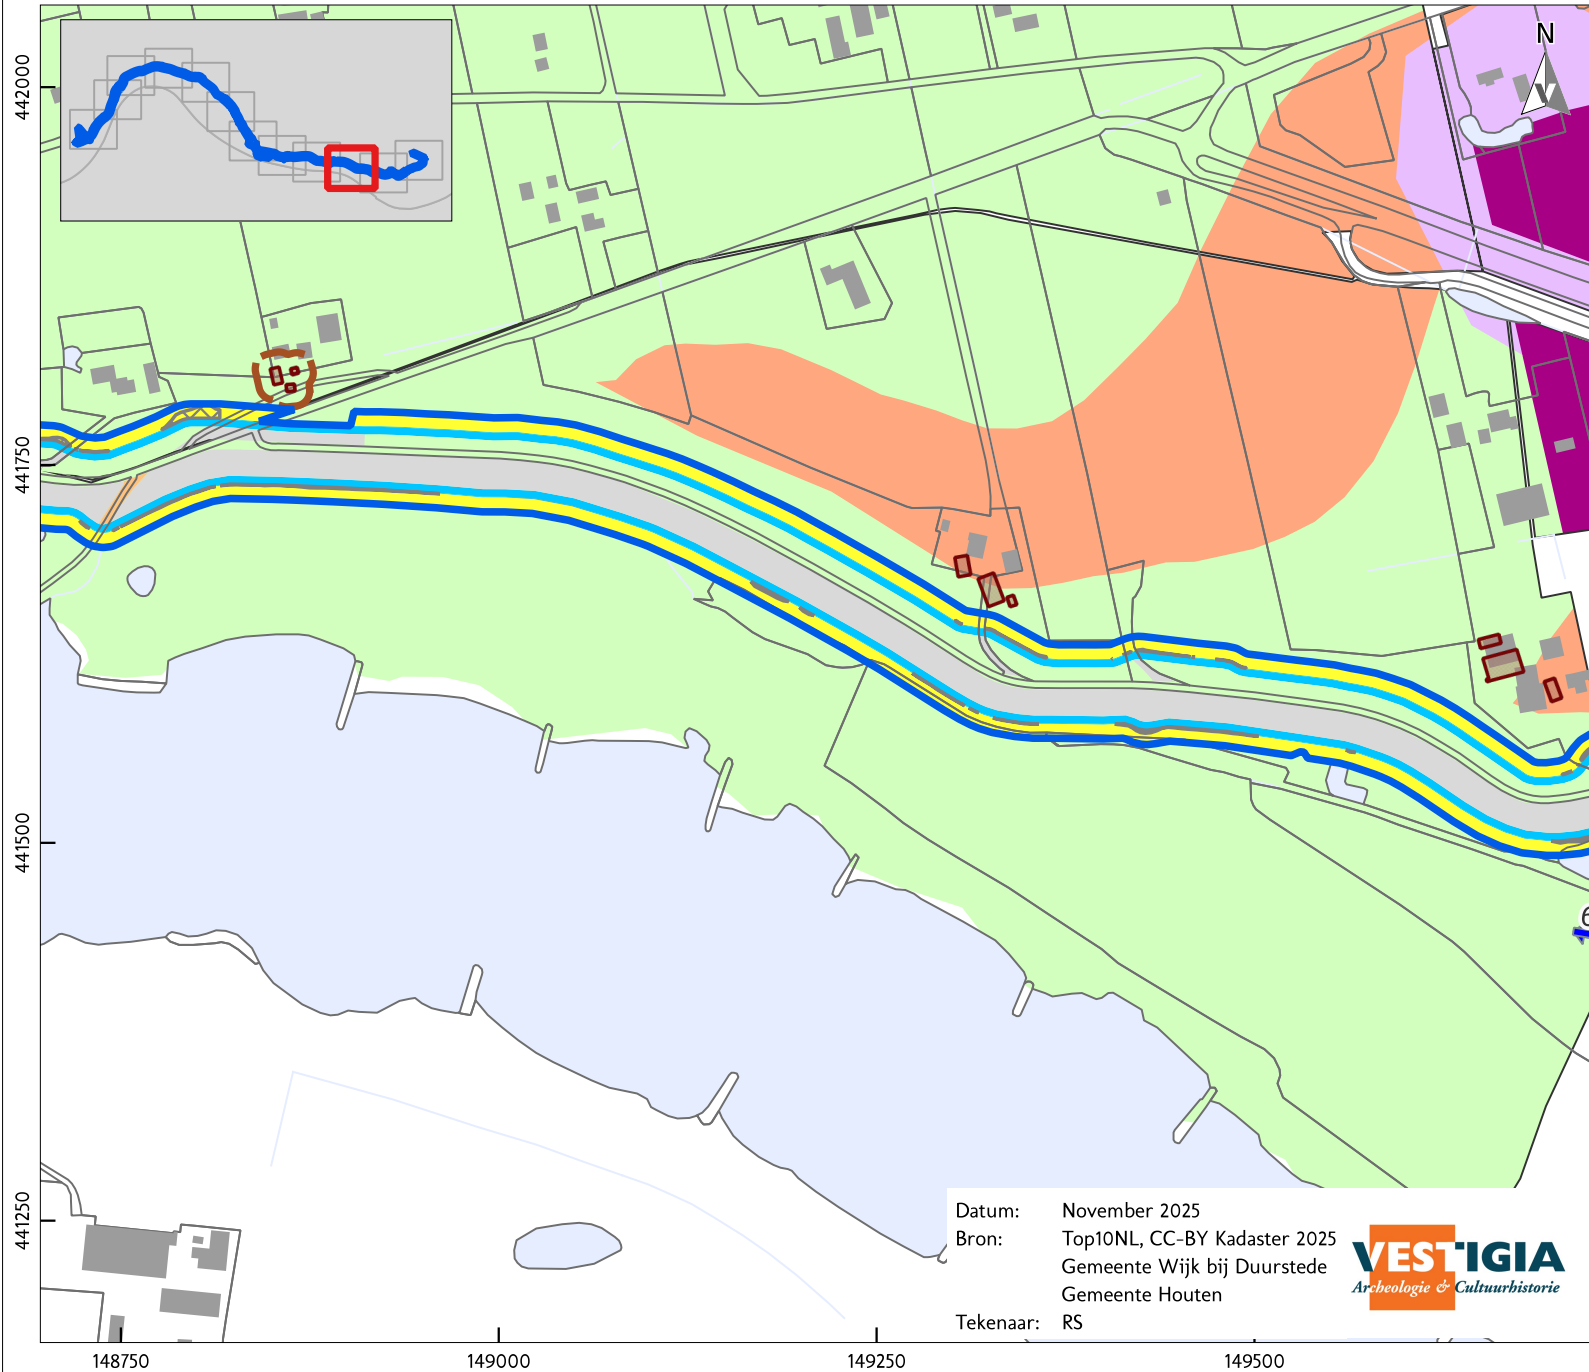 N
442000
441750
441500
441250
6
Datum: November 2025
Bron: Top10NL, CC-BY Kadaster 2025
Gemeente Wijk bij Duurstede
Gemeente Houten
Tekenaar: RS
VESTIGIA
Archeologie & Cultuurhistorie
148750 149000 149250 149500